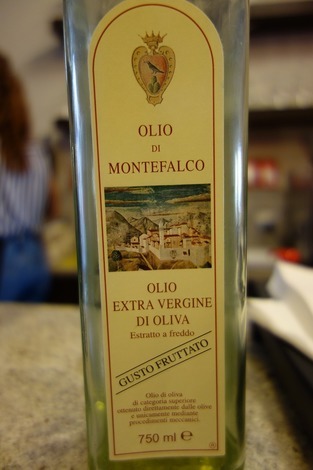 OLIO
DI
MONTEFALCO
OLIO
EXTRA VERGINE
DI OLIVA
Estratto a freddo
GUSTO FRUTTATO
Olio di oliva
di categoria superiore
ottenuto direttamente dalle olive
e unicamente mediante
procedimenti meccanici.
750 ml e